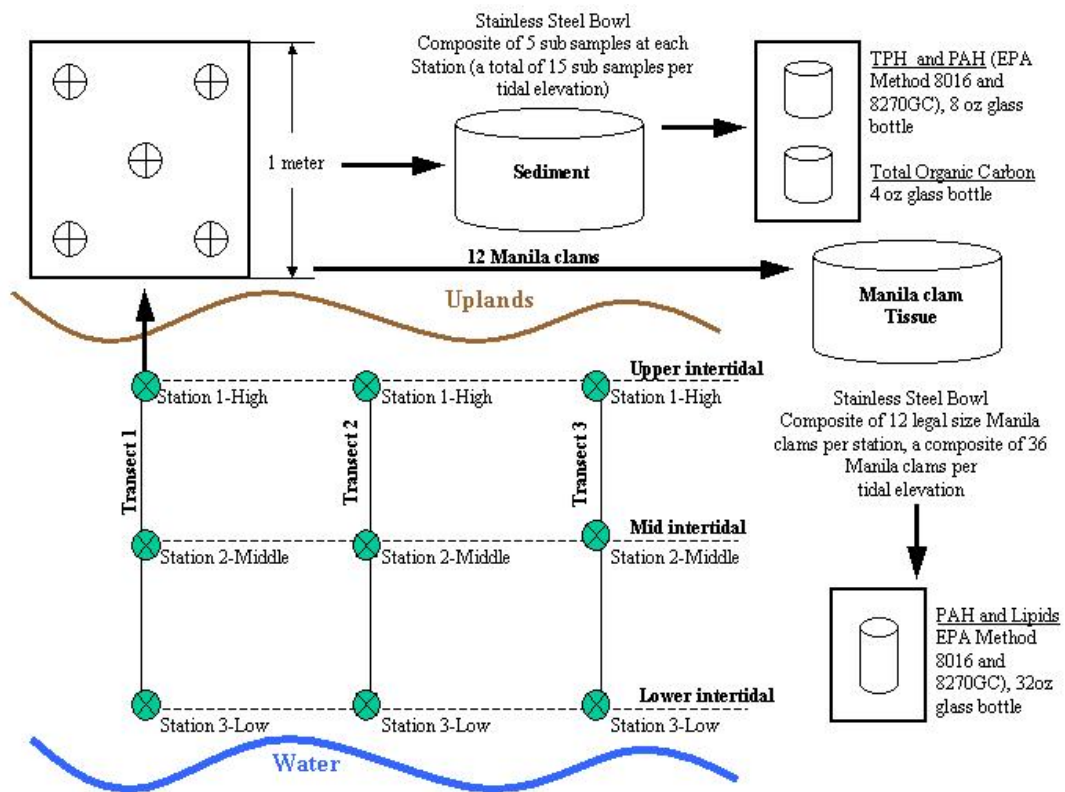 Stainless Steel Bowl
Composite of 5 sub samples at each
Station (a total of 15 sub samples per
tidal elevation)
TPH and PAH (EPA
Method 8016 and
8270GC), 8 oz glass
bottle
1 meter
Sediment
Total Organic Carbon
4 oz glass bottle
12 Manila clams
Uplands
Manila clam
Tissue
Upper intertidal
Station 1-High
Station 1-High
Station 1-High
Stainless Steel Bowl
Composite of 12 legal size Manila
clams per station, a composite of 36
Manila clams per
tidal elevation
Transect 1
Transect 2
Transect 3
Mid intertidal
Station 2-Middle
Station 2-Middle
Station 2-Middle
PAH and Lipids
EPA Method
8016 and
8270GC), 32oz
glass bottle
Lower intertidal
Station 3-Low
Station 3-Low
Station 3-Low
Water